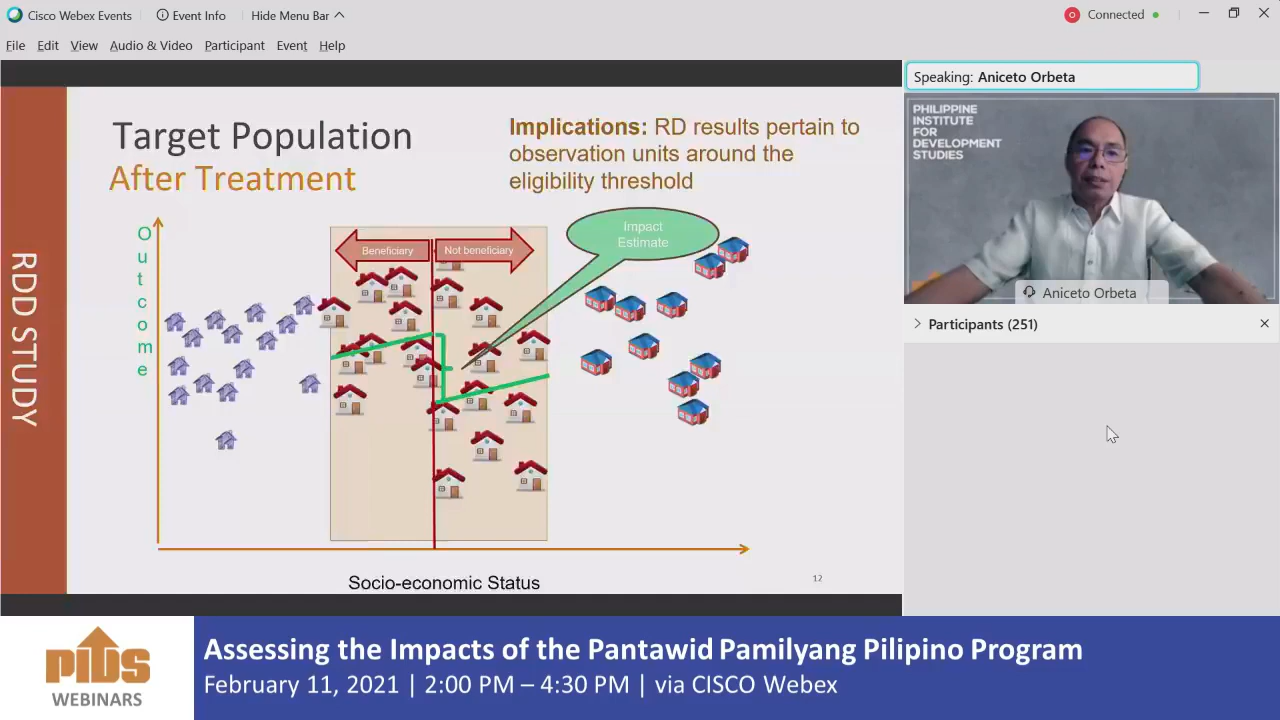 Cisco Webex Events
Event Info
Hide Menu Bar
Connected
File Edit View Audio & Video Participant Event Help
RDD STUDY
Target Population
After Treatment
Implications: RD results pertain to
observation units around the
eligibility threshold
Outcome
Beneficiary
Not beneficiary
Impact
Estimate
Socio-economic Status
12
Speaking: Aniceto Orbeta
PHILIPPINE
INSTITUTE
FOR
DEVELOPMENT
STUDIES
Aniceto Orbeta
Participants (251)
PIDS
WEBINARS
Assessing the Impacts of the Pantawid Pamilyang Pilipino Program
February 11, 2021 | 2:00 PM – 4:30 PM | via CISCO Webex